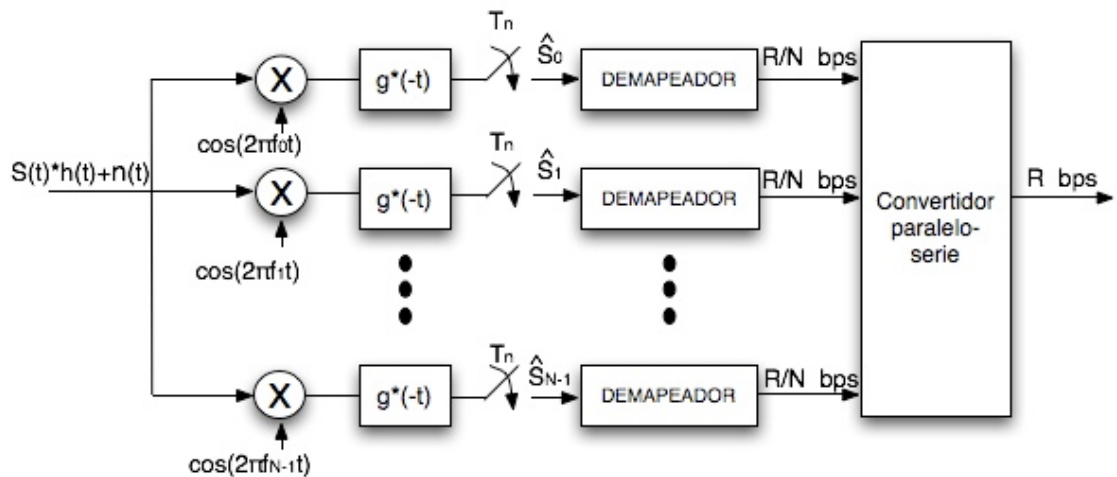 Tn
Ŝ0
R/N bps
X
g*(-t)
DEMAPEADOR
cos(2πf0t)
S(t)*h(t)+n(t)
Tn
Ŝ1
R/N bps
X
g*(-t)
DEMAPEADOR
cos(2πf1t)
Convertidor
paralelo-
serie
R bps
Tn
ŜN-1
R/N bps
X
g*(-t)
DEMAPEADOR
cos(2πfN-1t)